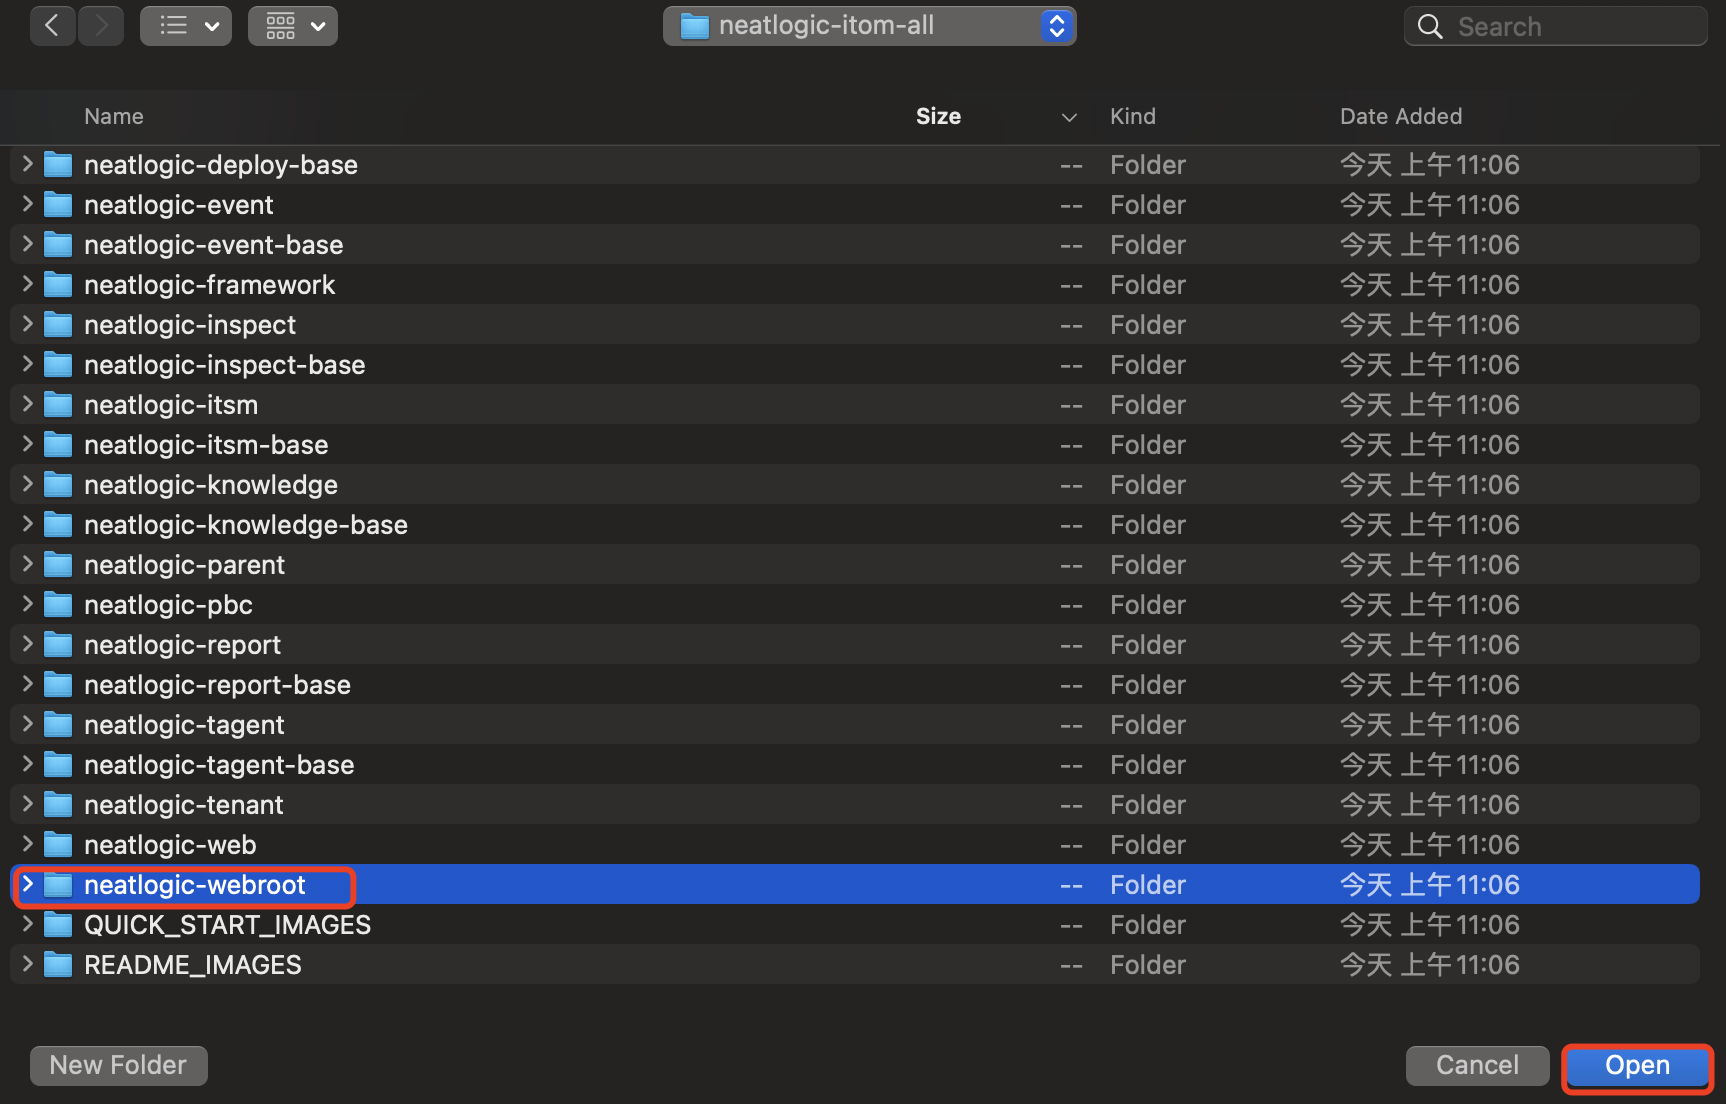 neatlogic-itom-all
Search
Name Size Kind Date Added
neatlogic-deploy-base -- Folder 今天 上午11:06
neatlogic-event -- Folder 今天 上午11:06
neatlogic-event-base -- Folder 今天 上午11:06
neatlogic-framework -- Folder 今天 上午11:06
neatlogic-inspect -- Folder 今天 上午11:06
neatlogic-inspect-base -- Folder 今天 上午11:06
neatlogic-itsm -- Folder 今天 上午11:06
neatlogic-itsm-base -- Folder 今天 上午11:06
neatlogic-knowledge -- Folder 今天 上午11:06
neatlogic-knowledge-base -- Folder 今天 上午11:06
neatlogic-parent -- Folder 今天 上午11:06
neatlogic-pbc -- Folder 今天 上午11:06
neatlogic-report -- Folder 今天 上午11:06
neatlogic-report-base -- Folder 今天 上午11:06
neatlogic-tagent -- Folder 今天 上午11:06
neatlogic-tagent-base -- Folder 今天 上午11:06
neatlogic-tenant -- Folder 今天 上午11:06
neatlogic-web -- Folder 今天 上午11:06
neatlogic-webroot -- Folder 今天 上午11:06
QUICK_START_IMAGES -- Folder 今天 上午11:06
README_IMAGES -- Folder 今天 上午11:06
New Folder Cancel Open